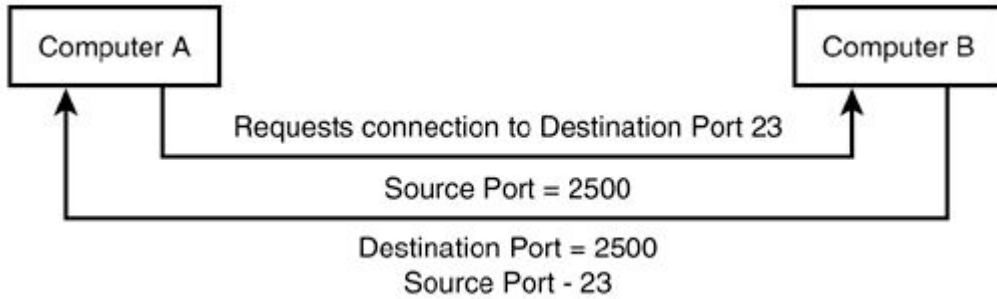 Computer A
Computer B
Requests connection to Destination Port 23
Source Port = 2500
Destination Port = 2500
Source Port - 23